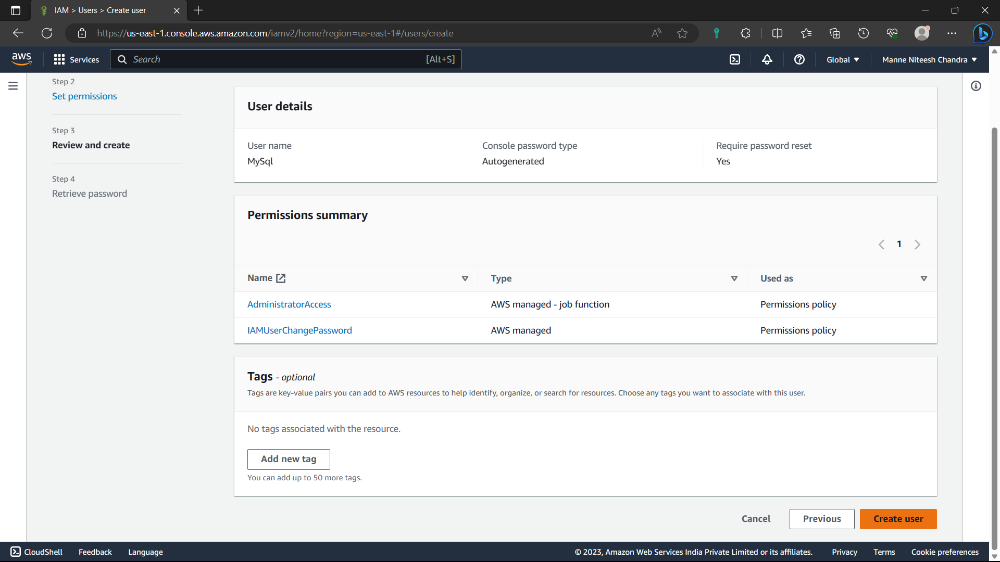 IAM > Users > Create user
https://us-east-1.console.aws.amazon.com/iamv2/home?region=us-east-1#/users/create
aws
Services
Search
[Alt+S]
Global
Manne Niteesh Chandra
Step 2
Set permissions
Step 3
Review and create
Step 4
Retrieve password
User details
User name
MySql
Console password type
Autogenerated
Require password reset
Yes
Permissions summary
1
Name
Type
Used as
AdministratorAccess
AWS managed - job function
Permissions policy
IAMUserChangePassword
AWS managed
Permissions policy
Tags - optional
Tags are key-value pairs you can add to AWS resources to help identify, organize, or search for resources. Choose any tags you want to associate with this user.
No tags associated with the resource.
Add new tag
You can add up to 50 more tags.
Cancel
Previous
Create user
CloudShell
Feedback
Language
© 2023, Amazon Web Services India Private Limited or its affiliates.
Privacy
Terms
Cookie preferences